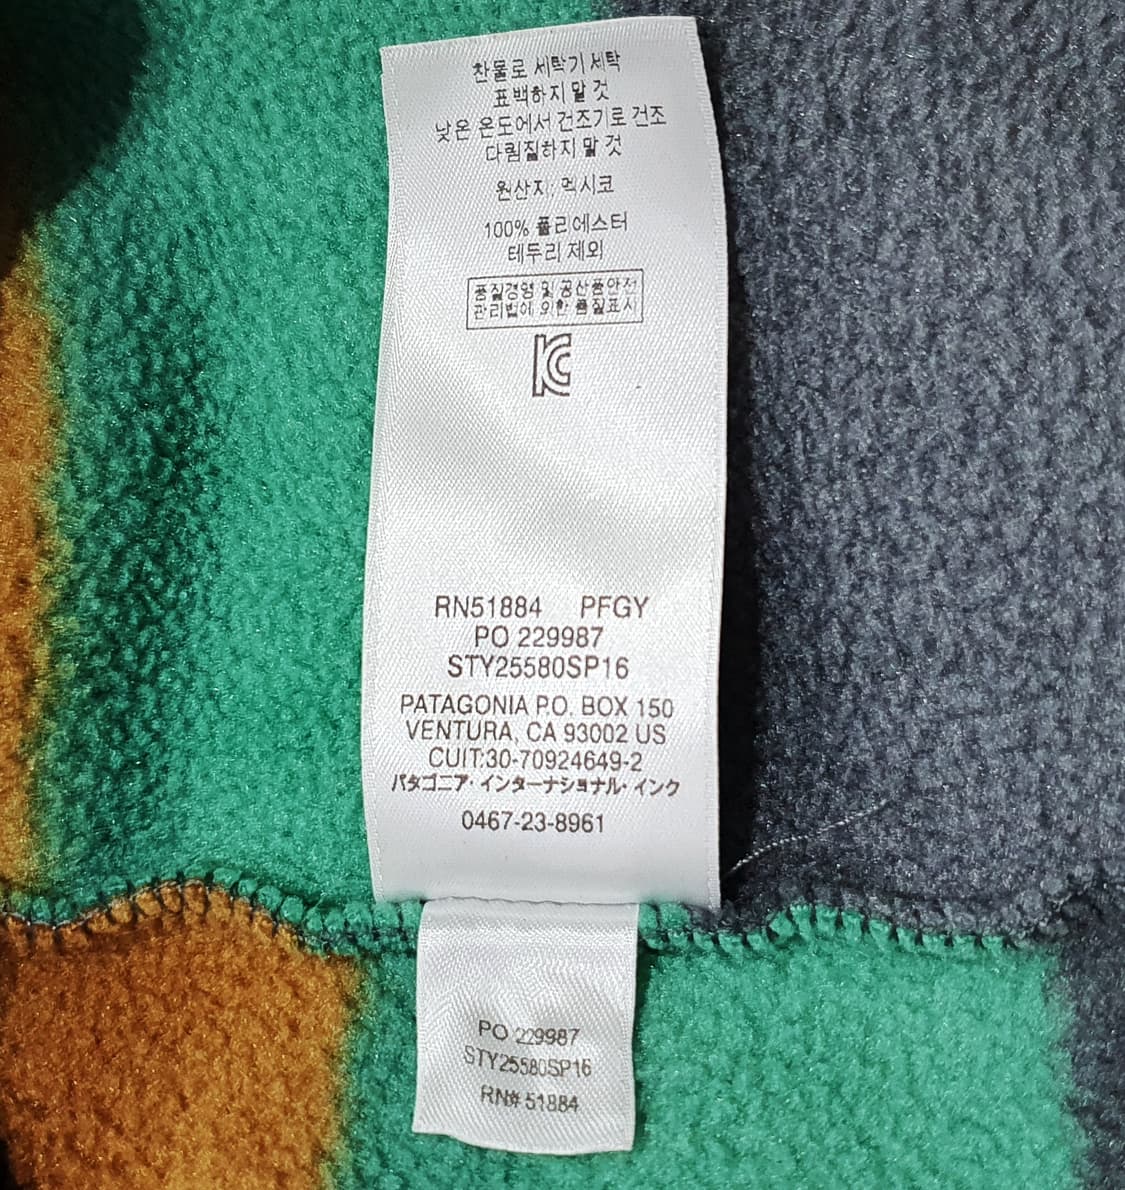 찬물로 세탁기 세탁
표백하지 말 것
낮은 온도에서 건조기로 건조
다림질하지 말 것
원산지: 멕시코
100% 폴리에스터
테두리 제외
품질경영 및 공산품안전
관리법에 의한 품질표시
KC
RN51884 PFGY
PO 229987
STY25580SP16
PATAGONIA P.O. BOX 150
VENTURA, CA 93002 US
CUIT:30-70924649-2
パタゴニア・インターナショナル・インク
0467-23-8961
PO 229987
STY25580SP16
RN# 51884